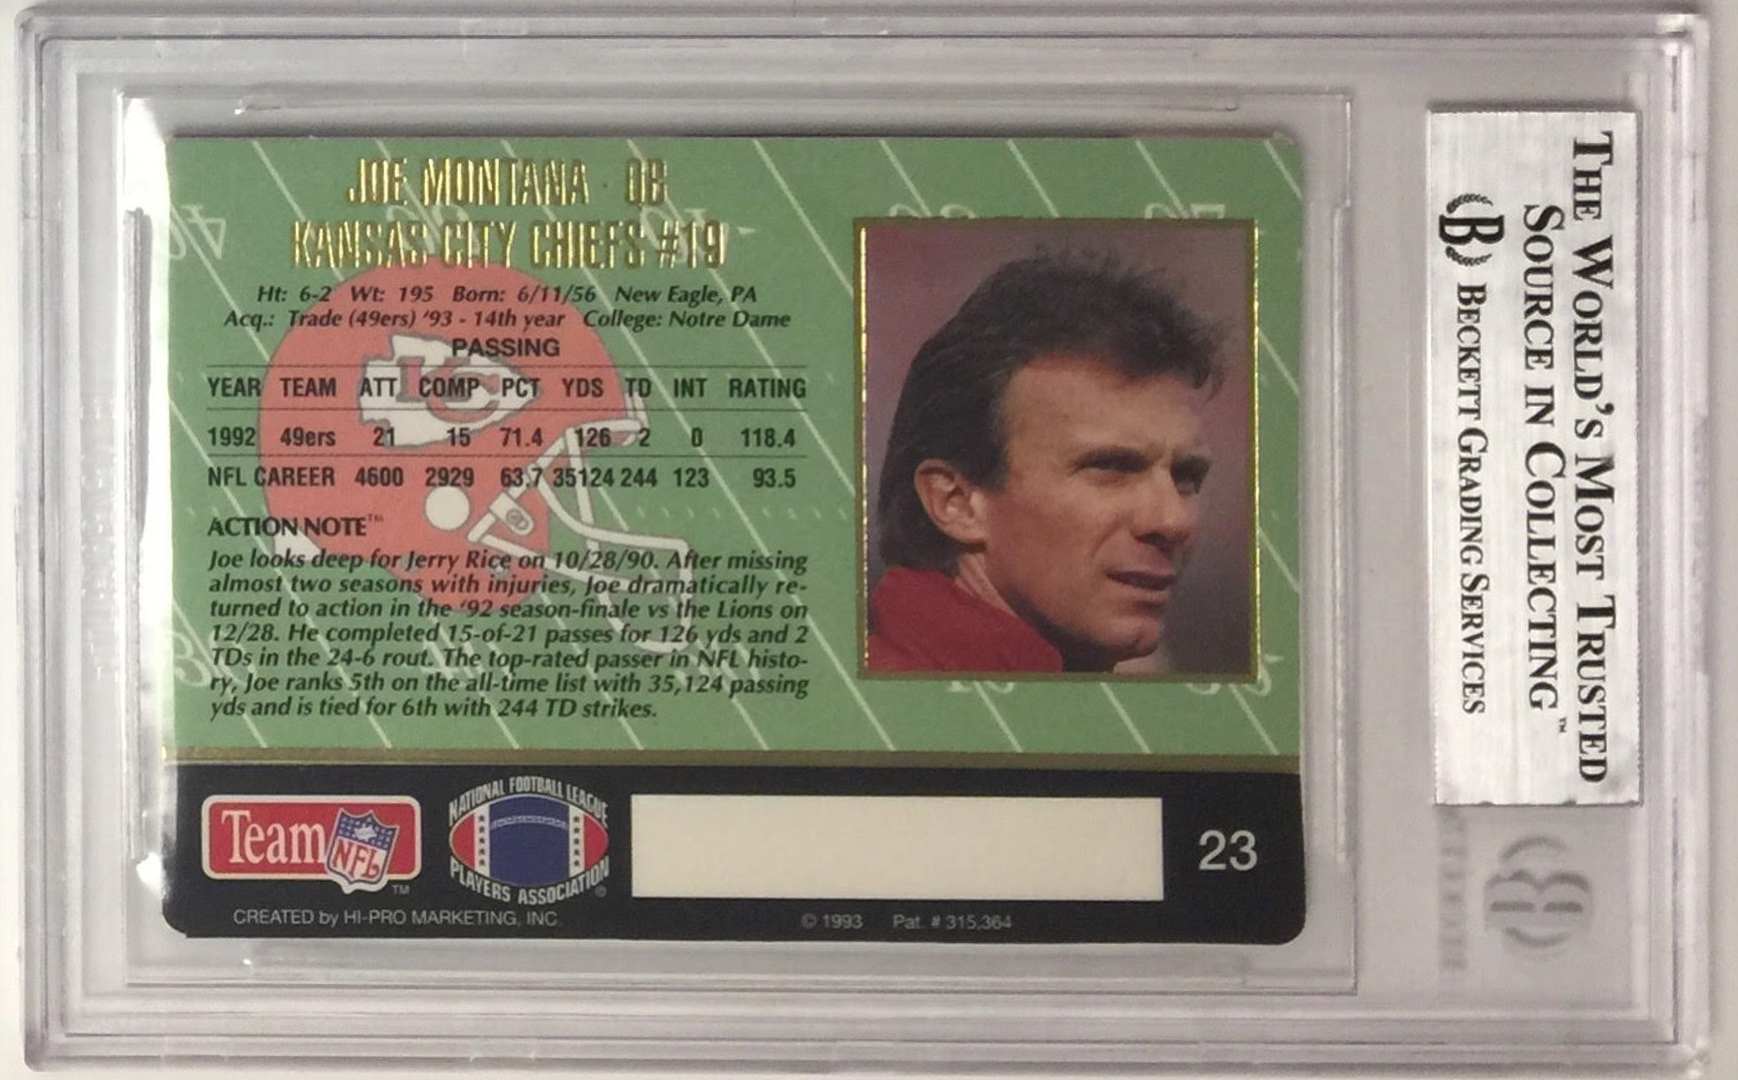 JOE MONTANA · QB
KANSAS CITY CHIEFS #19
Ht: 6-2 Wt: 195 Born: 6/11/56 New Eagle, PA
Acq.: Trade (49ers) '93 - 14th year College: Notre Dame
PASSING
YEAR TEAM ATT COMP PCT YDS TD INT RATING
1992 49ers 21 15 71.4 126 2 0 118.4
NFL CAREER 4600 2929 63.7 35124 244 123 93.5
ACTION NOTE™
Joe looks deep for Jerry Rice on 10/28/90. After missing
almost two seasons with injuries, Joe dramatically re-
turned to action in the '92 season-finale vs the Lions on
12/28. He completed 15-of-21 passes for 126 yds and 2
TDs in the 24-6 rout. The top-rated passer in NFL histo-
ry, Joe ranks 5th on the all-time list with 35,124 passing
yds and is tied for 6th with 244 TD strikes.
KC
Team NFL™
NATIONAL FOOTBALL LEAGUE
PLAYERS ASSOCIATION®
23
CREATED by HI-PRO MARKETING, INC.
© 1993 Pat. # 315,364
THE WORLD'S MOST TRUSTED
SOURCE IN COLLECTING™
B BECKETT GRADING SERVICES